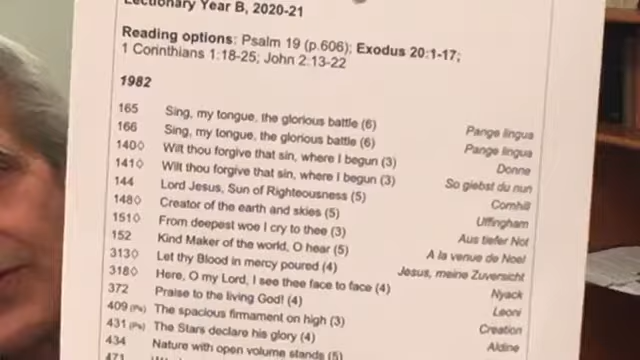 Lectionary Year B, 2020-21
Reading options: Psalm 19 (p.606); Exodus 20:1-17;
1 Corinthians 1:18-25; John 2:13-22
1982
165 Sing, my tongue, the glorious battle (6) Pange lingua
166 Sing, my tongue, the glorious battle (6) Pange lingua
140◊ Wilt thou forgive that sin, where I begun (3) Donne
141◊ Wilt thou forgive that sin, where I begun (3) So giebst du nun
144 Lord Jesus, Sun of Righteousness (5) Cornhill
148◊ Creator of the earth and skies (5) Uffingham
151◊ From deepest woe I cry to thee (3) Aus tiefer Not
152 Kind Maker of the world, O hear (5) A la venue de Noel
313◊ Let thy Blood in mercy poured (4) Jesus, meine Zuversicht
318◊ Here, O my Lord, I see thee face to face (4) Nyack
372 Praise to the living God! (4) Leoni
409 (Ps) The spacious firmament on high (3) Creation
431 (Ps) The Stars declare his glory (4) Aldine
434 Nature with open volume stands (5)
471